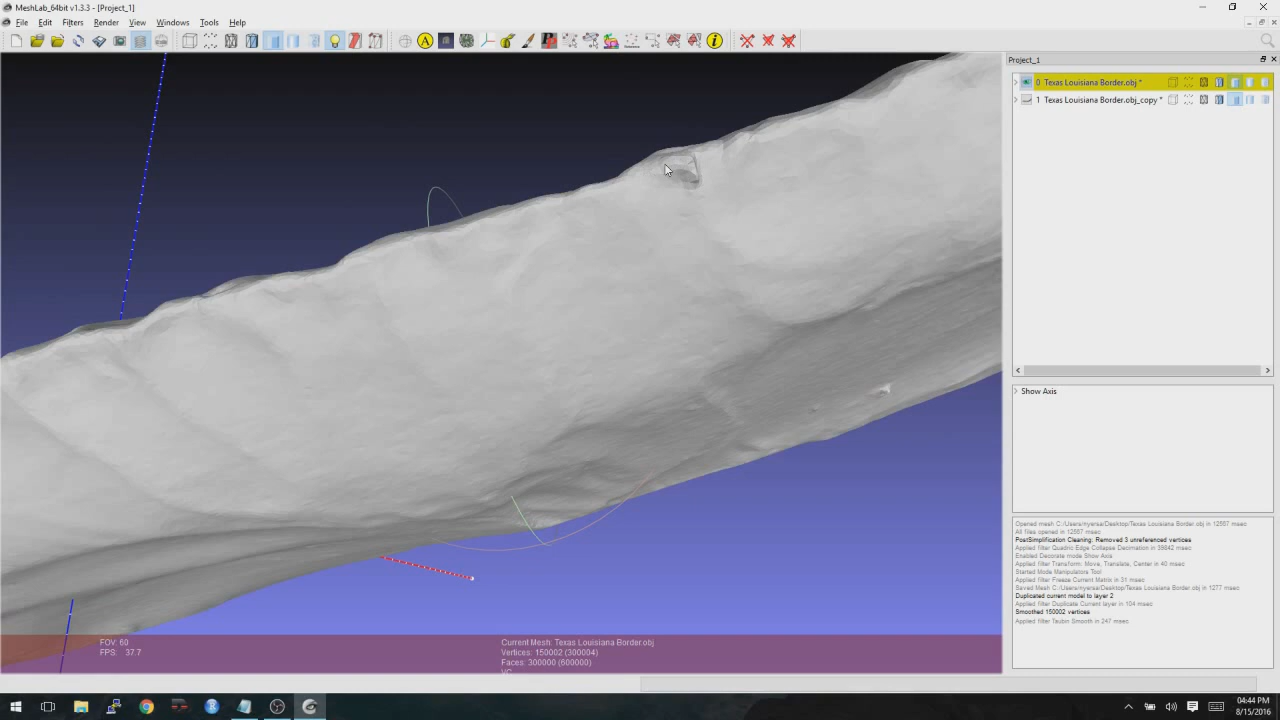 MeshLab_64bit v1.3.3 - [Project_1]
File Edit Filters Render View Windows Tools Help
Project_1
0 Texas Louisiana Border.obj *
1 Texas Louisiana Border.obj_copy *
Show Axis
Opened mesh C:/Users/nyersa/Desktop/Texas Louisiana Border.obj in 12557 msec
All files opened in 12557 msec
PostSimplification Cleaning: Removed 3 unreferenced vertices
Applied filter Quadric Edge Collapse Decimation in 38642 msec
Enabled Decorate mode Show Axis
Applied filter Transform: Move, Translate, Center in 40 msec
Started Mode Manipulators Tool
Applied filter Freeze Current Matrix in 31 msec
Saved Mesh C:/Users/nyersa/Desktop/Texas Louisiana Border.obj in 1277 msec
Duplicated current model to layer 2
Applied filter Duplicate Current layer in 104 msec
Smoothed 150002 vertices
Applied filter Taubin Smooth in 247 msec
FOV: 60
FPS: 37.7
Current Mesh: Texas Louisiana Border.obj
Vertices: 150002 (300004)
Faces: 300000 (600000)
VC
04:44 PM
8/15/2016